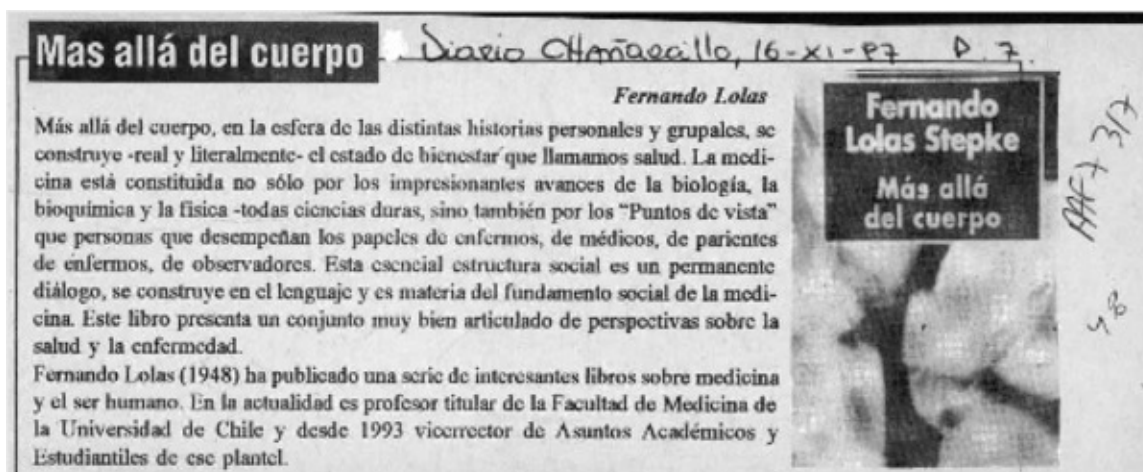 Mas allá del cuerpo
Diario CHAñarcillo, 16-XI-97 p. 7.
Fernando Lolas
Más allá del cuerpo, en la esfera de las distintas historias personales y grupales, se
construye -real y literalmente- el estado de bienestar que llamamos salud. La medi-
cina está constituida no sólo por los impresionantes avances de la biología, la
bioquímica y la física -todas ciencias duras, sino también por los “Puntos de vista”
que personas que desempeñan los papeles de enfermos, de médicos, de parientes
de enfermos, de observadores. Esta esencial estructura social es un permanente
diálogo, se construye en el lenguaje y es materia del fundamento social de la medi-
cina. Este libro presenta un conjunto muy bien articulado de perspectivas sobre la
salud y la enfermedad.
Fernando Lolas (1948) ha publicado una serie de interesantes libros sobre medicina
y el ser humano. En la actualidad es profesor titular de la Facultad de Medicina de
la Universidad de Chile y desde 1993 vicerrector de Asuntos Académicos y
Estudiantiles de ese plantel.
Fernando
Lolas Stepke
Más allá
del cuerpo